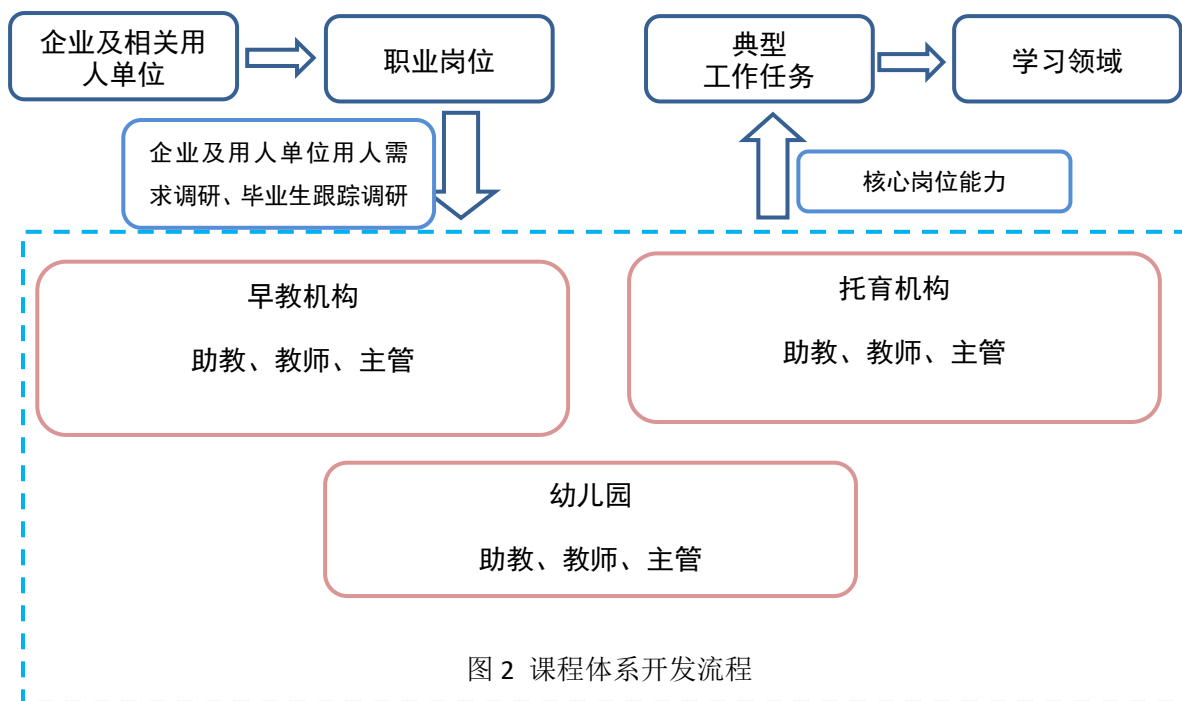 企业及相关用
人单位
职业岗位
典型
工作任务
学习领域
企业及用人单位用人需
求调研、毕业生跟踪调研
核心岗位能力
早教机构
助教、教师、主管
托育机构
助教、教师、主管
幼儿园
助教、教师、主管
图 2 课程体系开发流程